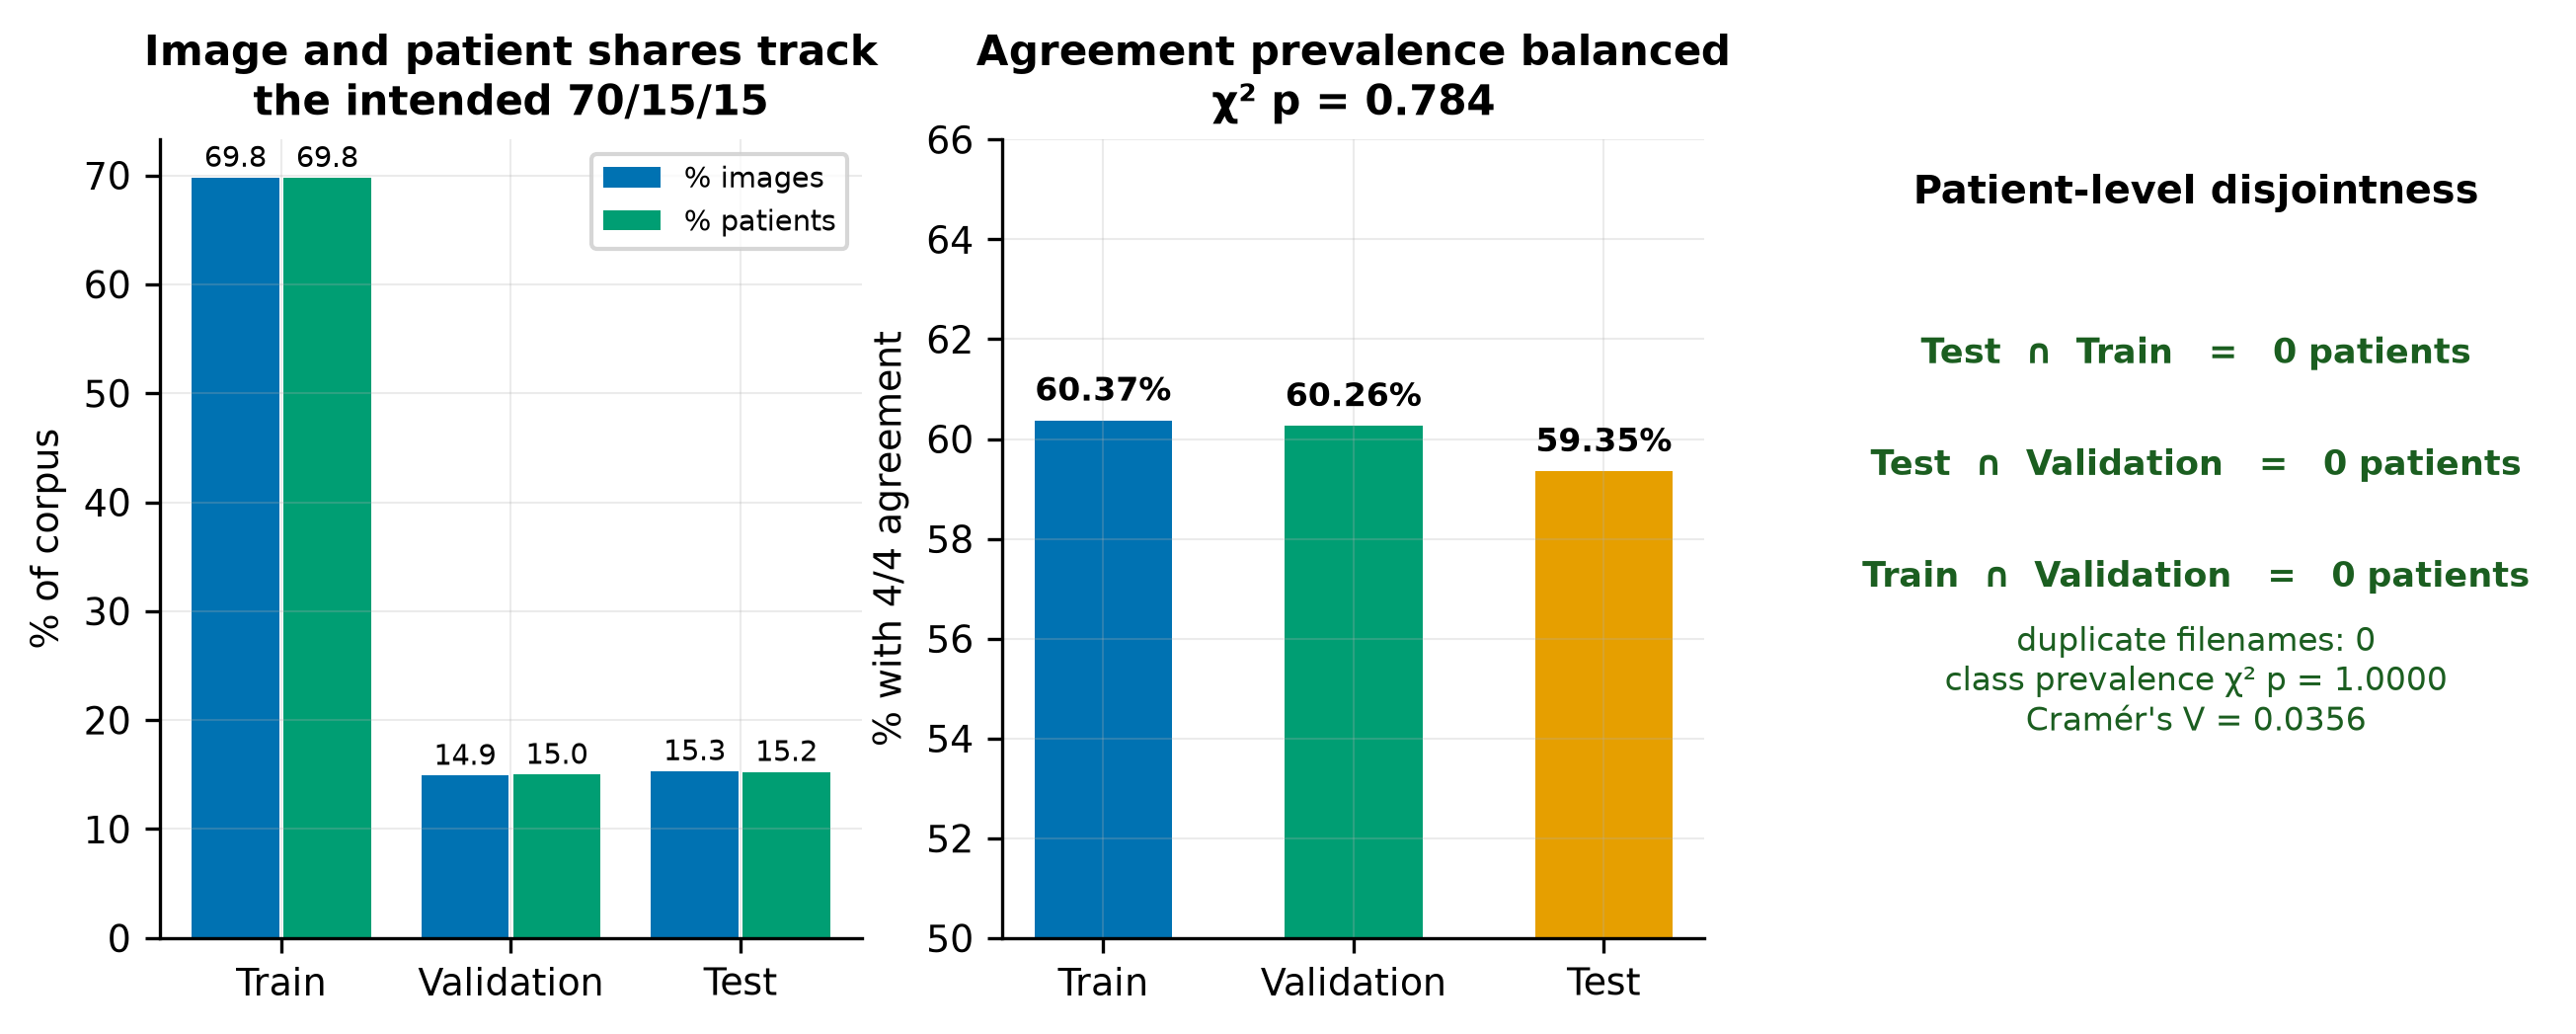 Image and patient shares track
the intended 70/15/15
% of corpus
70
60
50
40
30
20
10
0
69.8
69.8
14.9
15.0
15.3
15.2
% images
% patients
Train
Validation
Test
Agreement prevalence balanced
χ² p = 0.784
% with 4/4 agreement
66
64
62
60
58
56
54
52
50
60.37%
60.26%
59.35%
Train
Validation
Test
Patient-level disjointness
Test ∩ Train = 0 patients
Test ∩ Validation = 0 patients
Train ∩ Validation = 0 patients
duplicate filenames: 0
class prevalence χ² p = 1.0000
Cramér's V = 0.0356